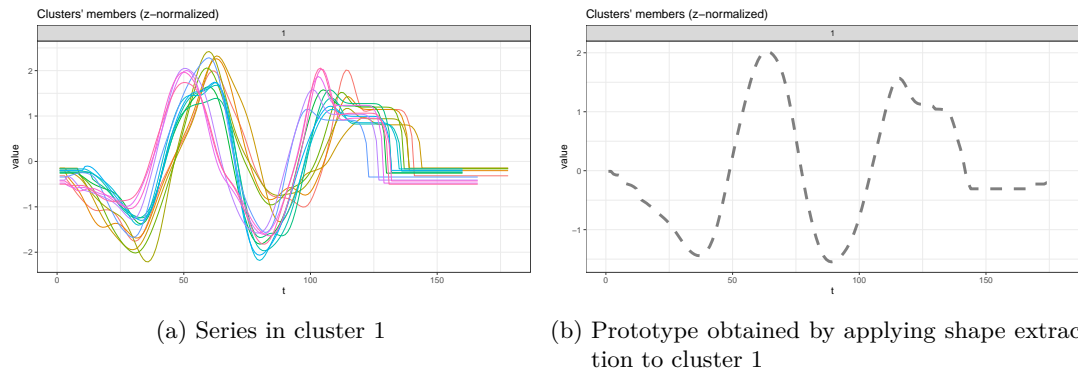 Clusters' members (z-normalized)
1
2
1
0
−1
−2
value
0
50
100
150
t
(a) Series in cluster 1
Clusters' members (z-normalized)
1
2
1
0
−1
value
0
50
100
150
t
(b) Prototype obtained by applying shape extrac
tion to cluster 1